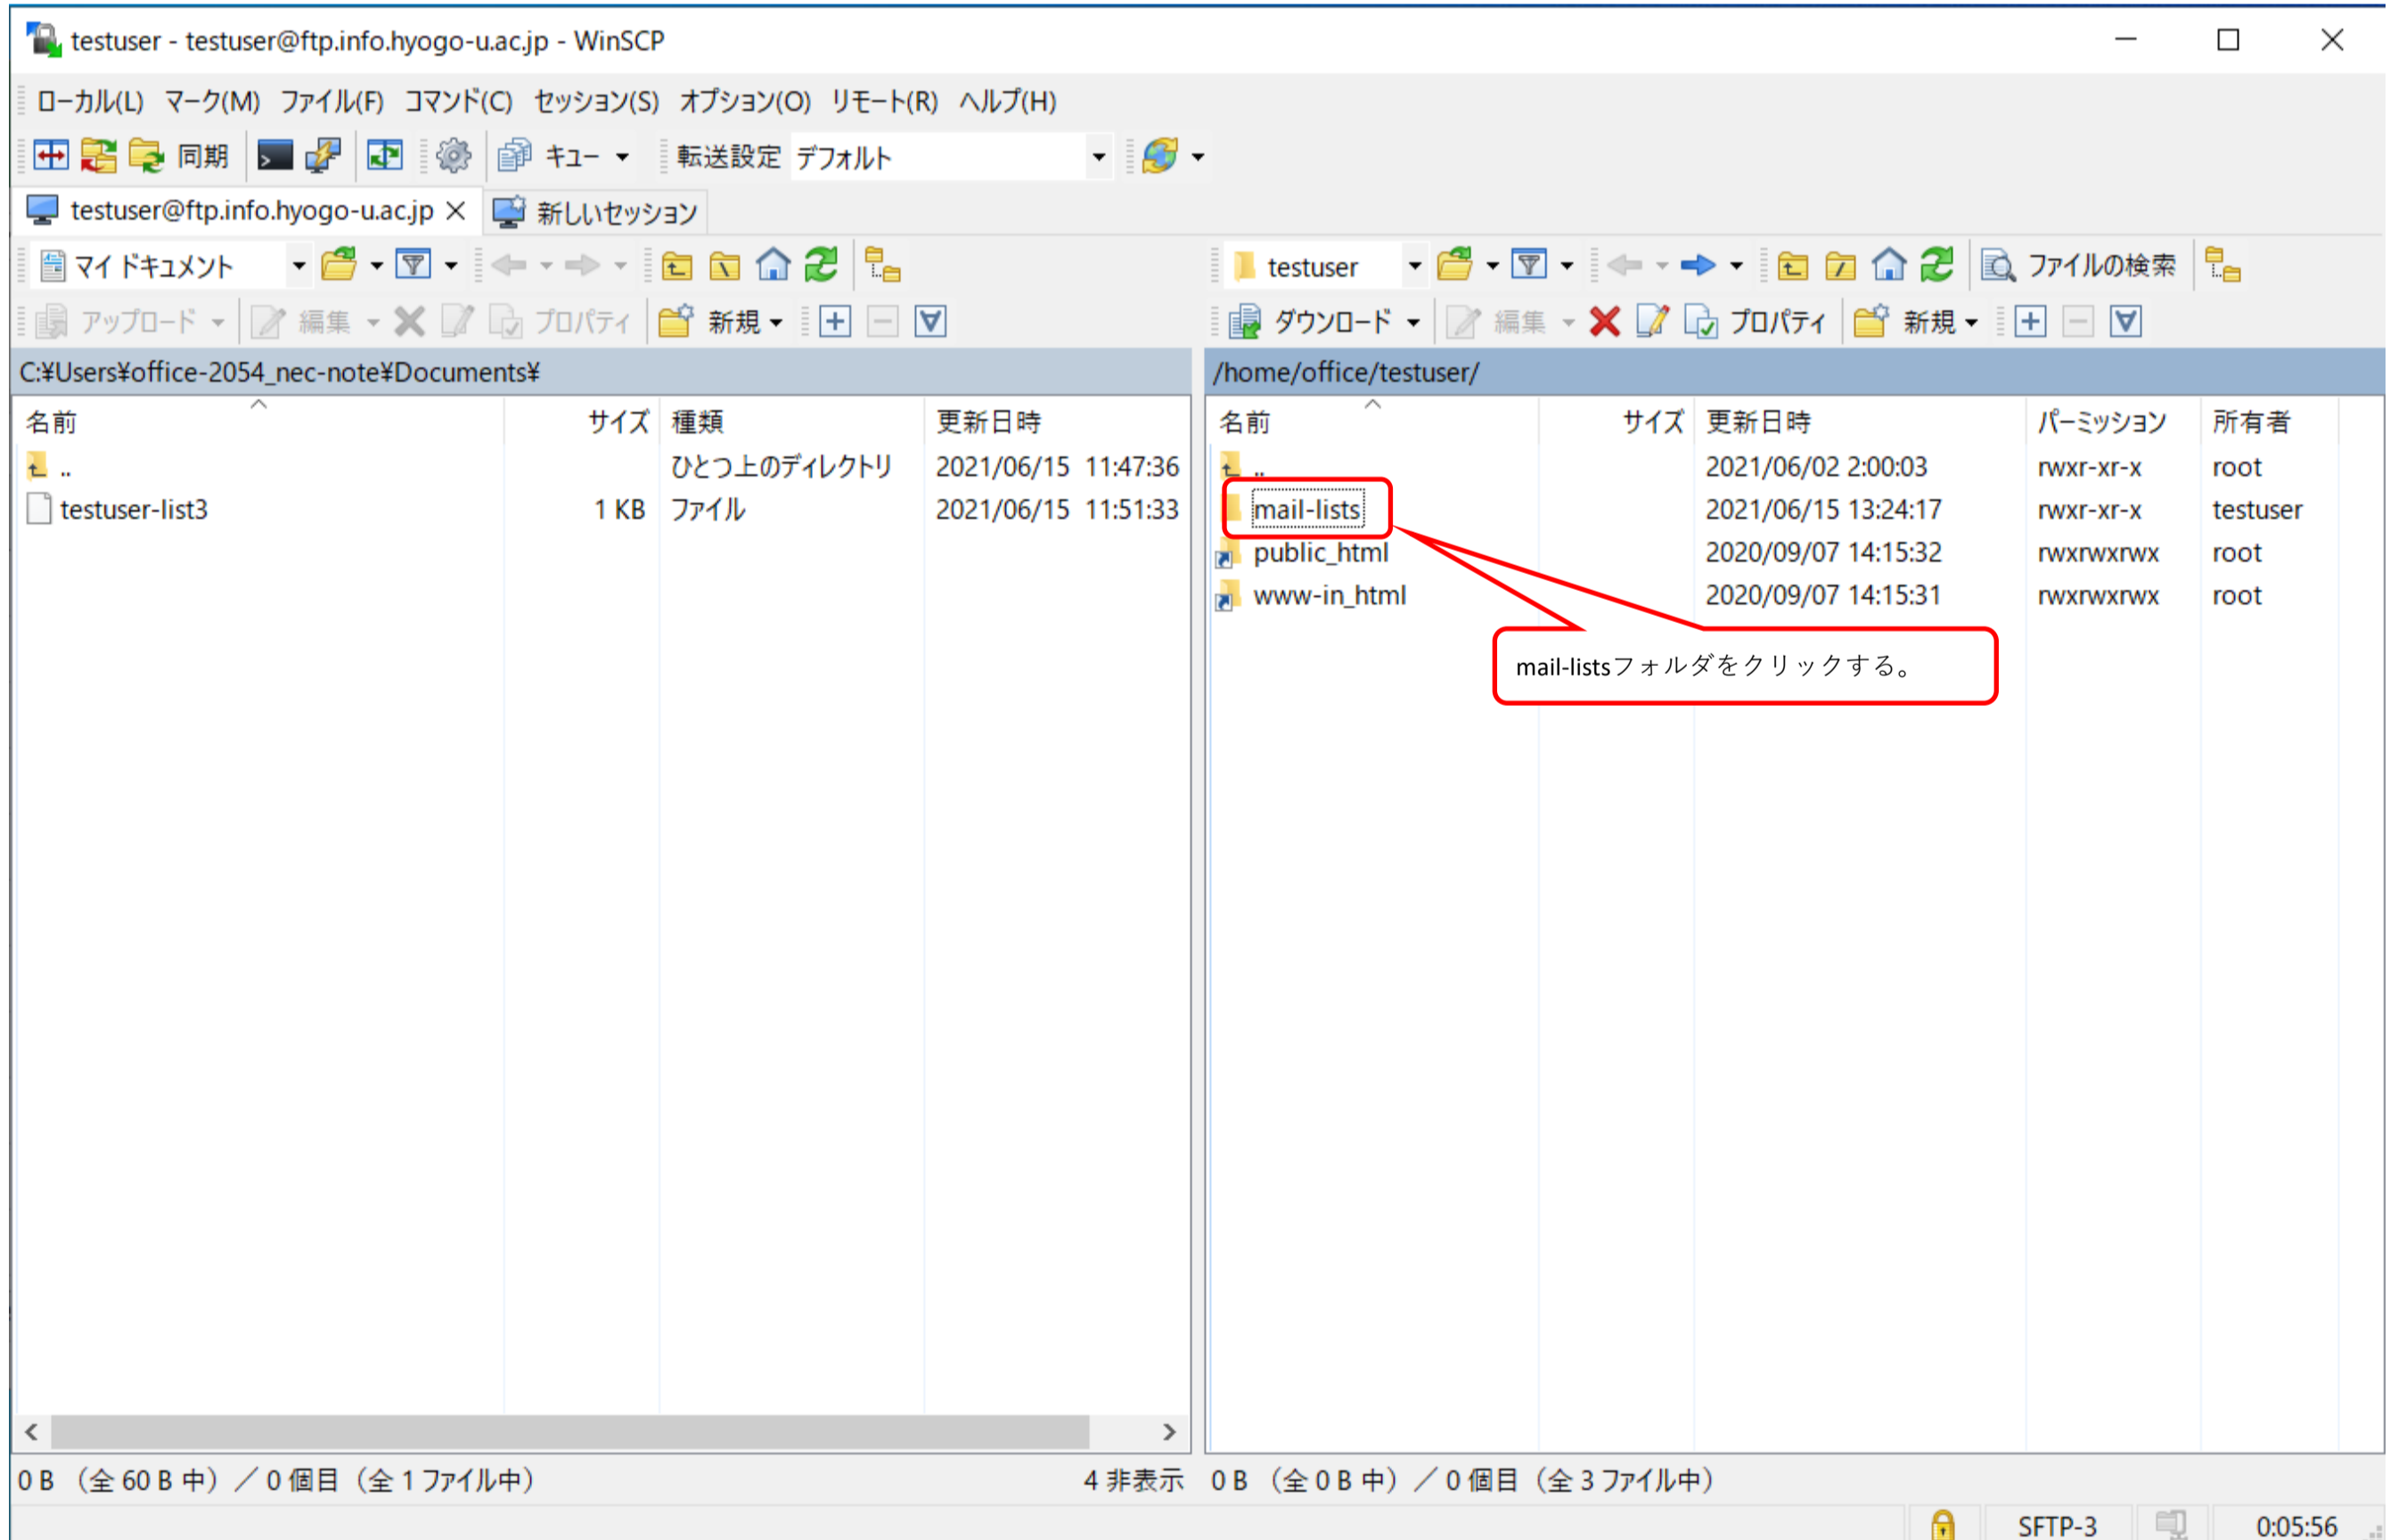 testuser - testuser@ftp.info.hyogo-u.ac.jp - WinSCP
ローカル(L) マーク(M) ファイル(F) コマンド(C) セッション(S) オプション(O) リモート(R) ヘルプ(H)
同期 キュー 転送設定 デフォルト
testuser@ftp.info.hyogo-u.ac.jp 新しいセッション
マイ ドキュメント
アップロード 編集 プロパティ 新規
C:¥Users¥office-2054_nec-note¥Documents¥
名前 サイズ 種類 更新日時
.. ひとつ上のディレクトリ 2021/06/15 11:47:36
testuser-list3 1 KB ファイル 2021/06/15 11:51:33
0 B （全 60 B 中）／ 0 個目（全 1 ファイル中） 4 非表示
testuser ファイルの検索
ダウンロード 編集 プロパティ 新規
/home/office/testuser/
名前 サイズ 更新日時 パーミッション 所有者
.. 2021/06/02 2:00:03 rwxr-xr-x root
mail-lists 2021/06/15 13:24:17 rwxr-xr-x testuser
public_html 2020/09/07 14:15:32 rwxrwxrwx root
www-in_html 2020/09/07 14:15:31 rwxrwxrwx root
mail-listsフォルダをクリックする。
0 B （全 0 B 中）／ 0 個目（全 3 ファイル中）
SFTP-3 0:05:56